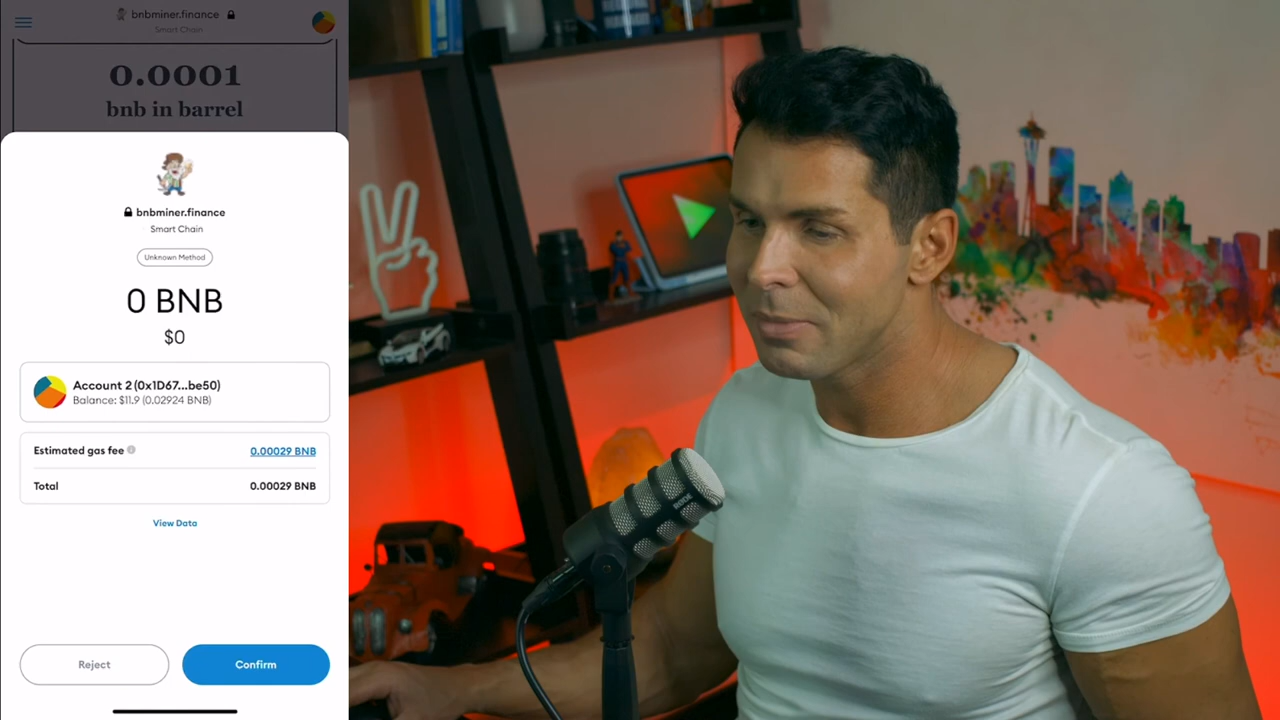 bnbminer.finance
Smart Chain
0.0001
bnb in barrel
bnbminer.finance
Smart Chain
Unknown Method
0 BNB
$0
Account 2 (0x1D67...be50)
Balance: $11.9 (0.02924 BNB)
Estimated gas fee
0.00029 BNB
Total
0.00029 BNB
View Data
Reject
Confirm
RODE